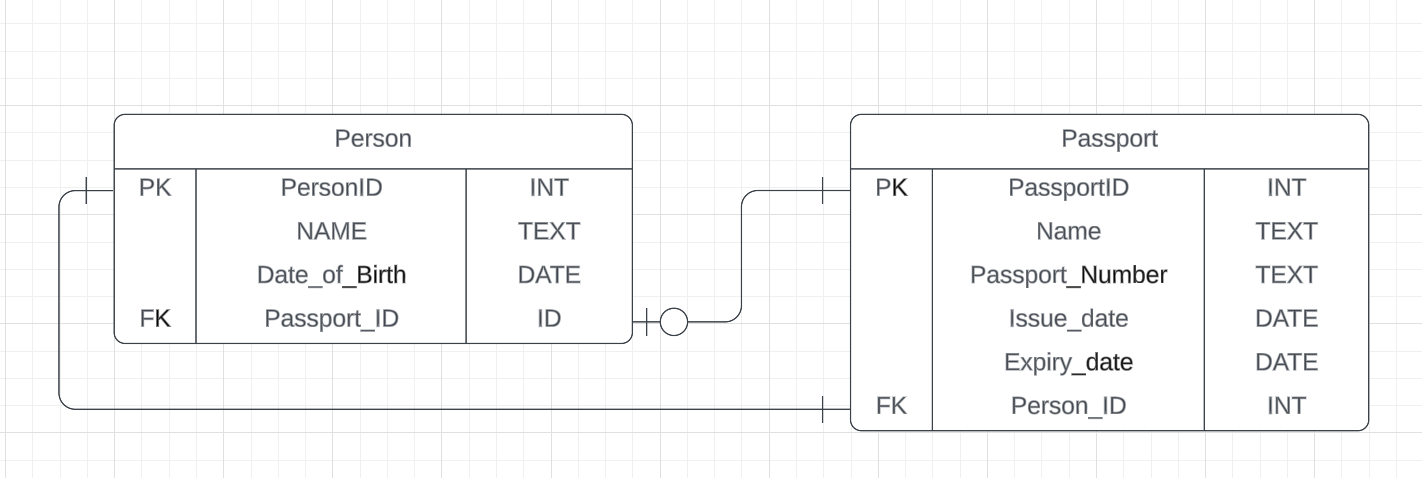 Person
PK PersonID INT
NAME TEXT
Date_of_Birth DATE
FK Passport_ID ID
Passport
PK PassportID INT
Name TEXT
Passport_Number TEXT
Issue_date DATE
Expiry_date DATE
FK Person_ID INT